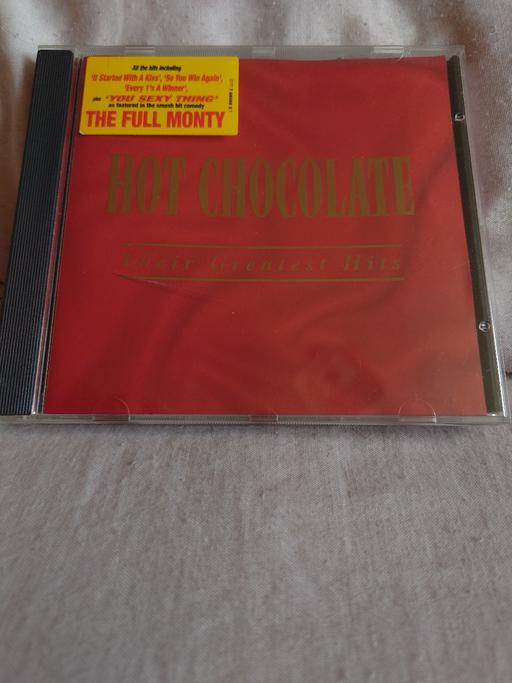 All the hits including
'It Started With A Kiss', 'So You Win Again',
'Every 1's A Winner',
plus 'YOU SEXY THING'
as featured in the smash hit comedy
THE FULL MONTY
HOT CHOCOLATE
Their Greatest Hits